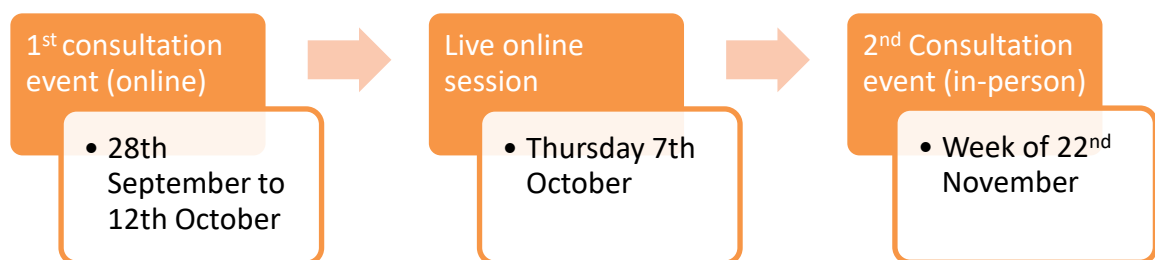 1st consultation
event (online)
• 28th
September to
12th October
Live online
session
• Thursday 7th
October
2nd Consultation
event (in-person)
• Week of 22nd
November